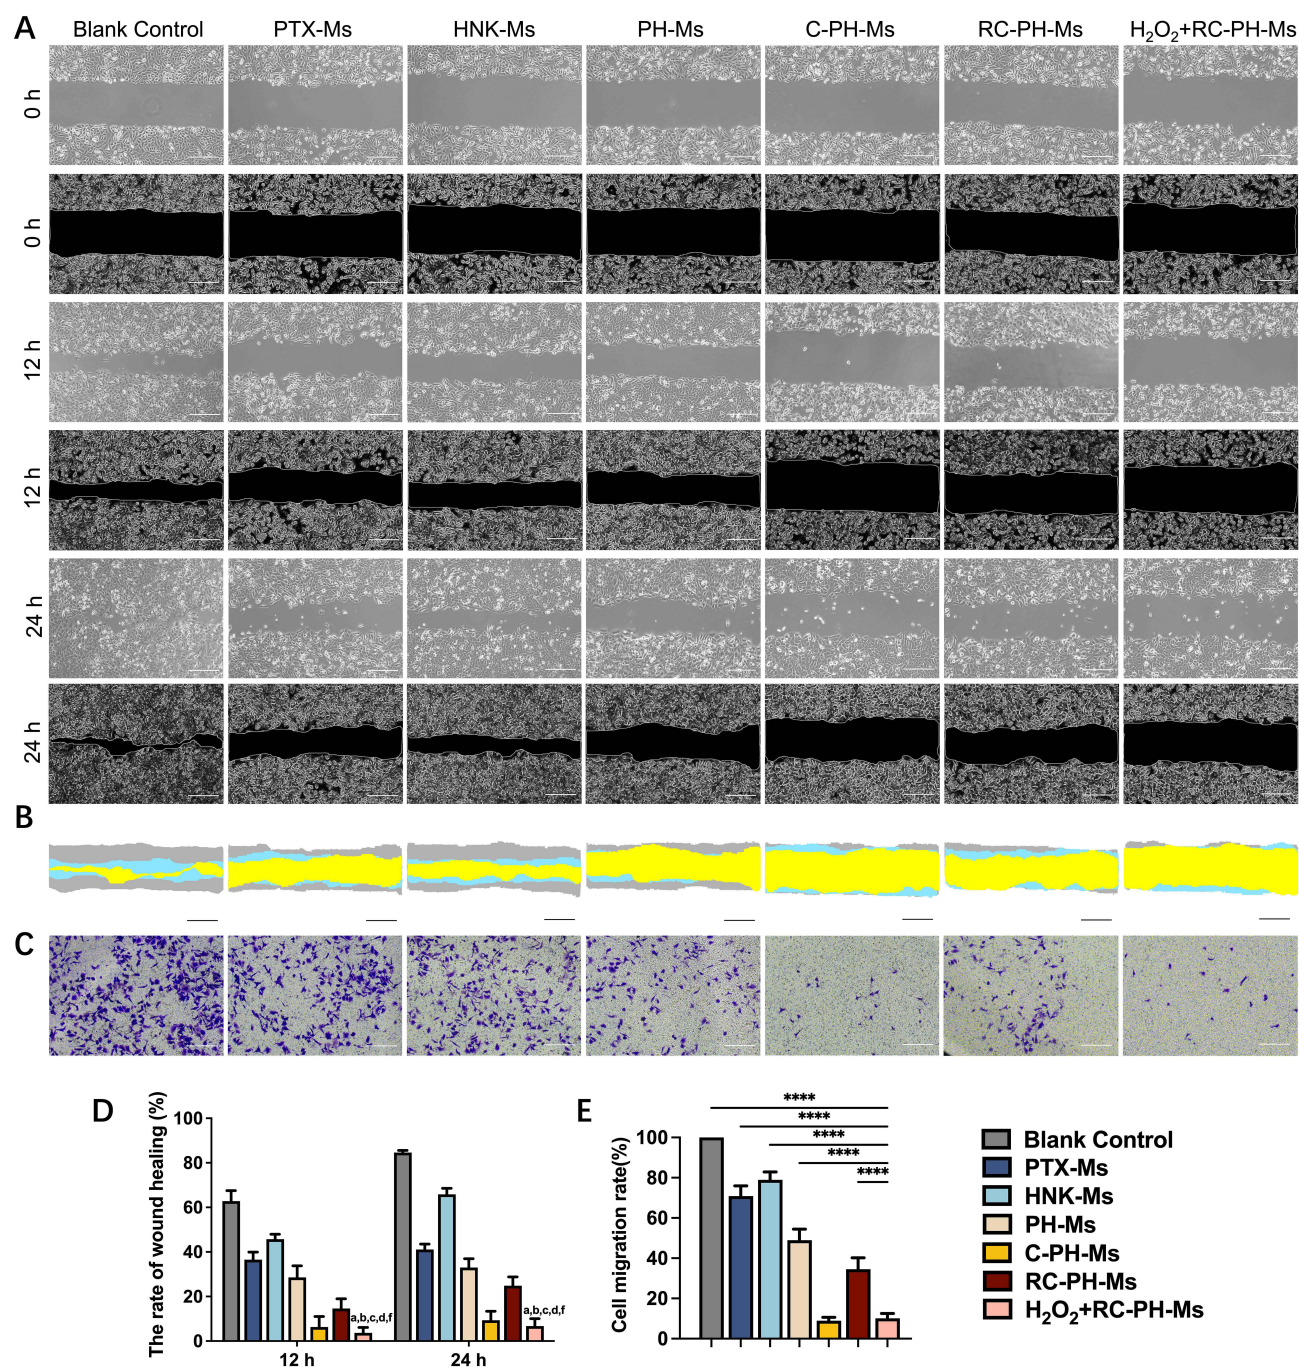 A
Blank Control PTX-Ms HNK-Ms PH-Ms C-PH-Ms RC-PH-Ms H₂O₂+RC-PH-Ms
0 h
0 h
12 h
12 h
24 h
24 h
B
C
D
The rate of wound healing (%)
100
80
60
40
20
0
a,b,c,d,f
a,b,c,d,f
12 h 24 h
E
Cell migration rate(%)
100
80
60
40
20
0
****
****
****
****
****
Blank Control
PTX-Ms
HNK-Ms
PH-Ms
C-PH-Ms
RC-PH-Ms
H₂O₂+RC-PH-Ms